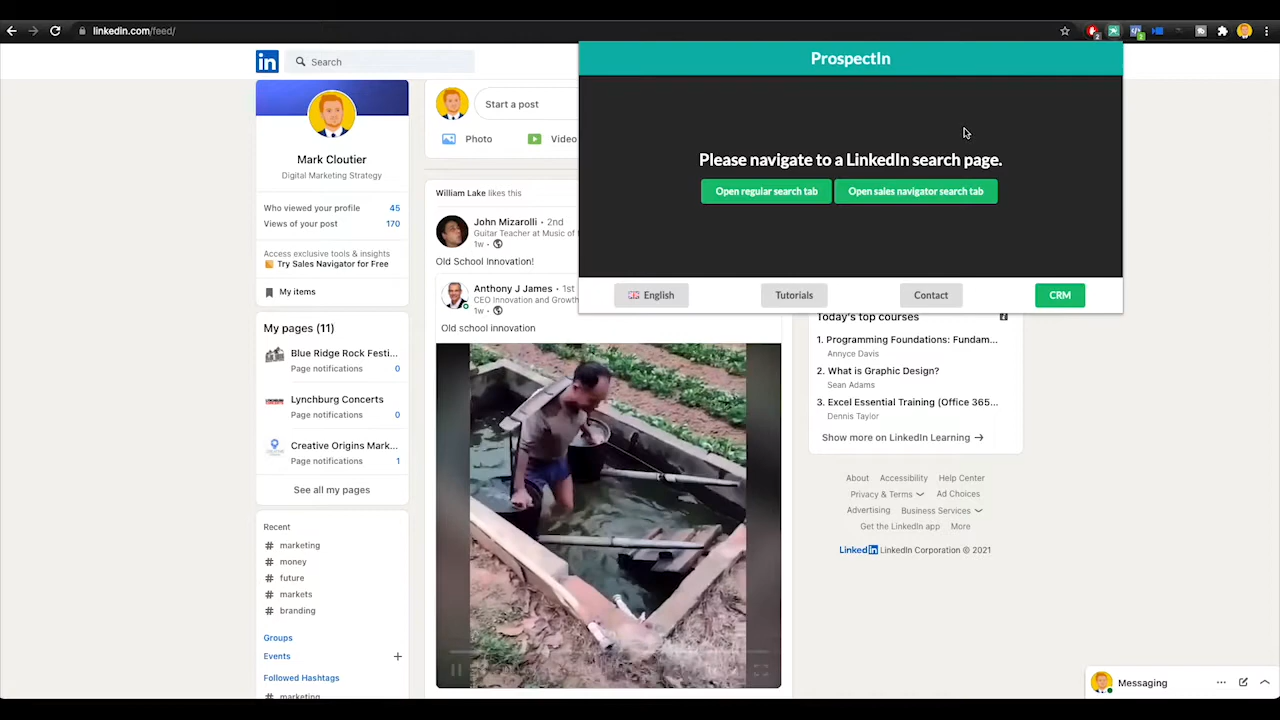 linkedin.com/feed/
in
Search
Mark Cloutier
Digital Marketing Strategy
Who viewed your profile 45
Views of your post 170
Access exclusive tools & insights
Try Sales Navigator for Free
My items
My pages (11)
Blue Ridge Rock Festi...
Page notifications 0
Lynchburg Concerts
Page notifications 0
Creative Origins Mark...
Page notifications 1
See all my pages
Recent
# marketing
# money
# future
# markets
# branding
Groups
Events
Followed Hashtags
# marketing
Start a post
Photo
Video
William Lake likes this
John Mizarolli • 2nd
Guitar Teacher at Music of
1w •
Old School Innovation!
Anthony J James • 1st
CEO Innovation and Growth
1w •
Old school innovation
ProspectIn
Please navigate to a LinkedIn search page.
Open regular search tab
Open sales navigator search tab
English
Tutorials
Contact
CRM
Today's top courses
1. Programming Foundations: Fundam...
Annyce Davis
2. What is Graphic Design?
Sean Adams
3. Excel Essential Training (Office 365...
Dennis Taylor
Show more on LinkedIn Learning →
About Accessibility Help Center
Privacy & Terms Ad Choices
Advertising Business Services
Get the LinkedIn app More
LinkedIn LinkedIn Corporation © 2021
Messaging